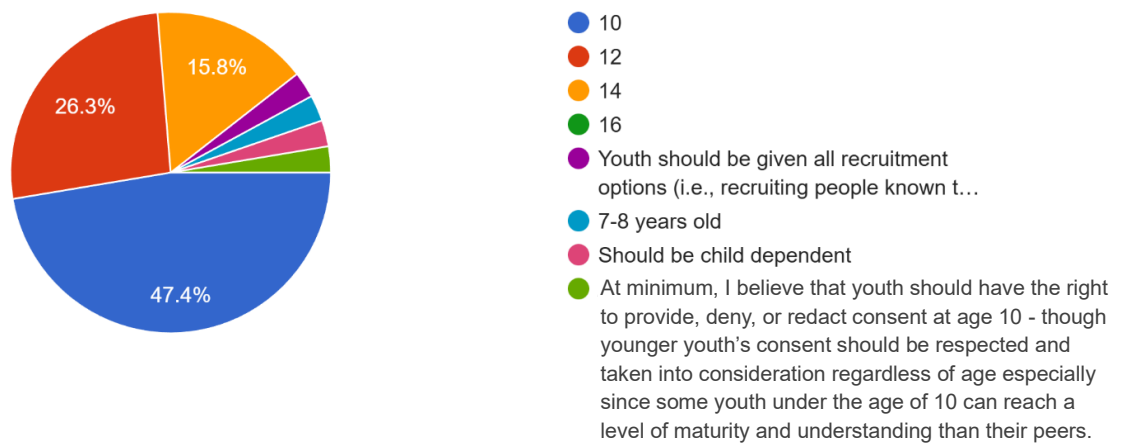 15.8%
26.3%
47.4%
10
12
14
16
Youth should be given all recruitment
options (i.e., recruiting people known t…
7-8 years old
Should be child dependent
At minimum, I believe that youth should have the right
to provide, deny, or redact consent at age 10 - though
younger youth’s consent should be respected and
taken into consideration regardless of age especially
since some youth under the age of 10 can reach a
level of maturity and understanding than their peers.